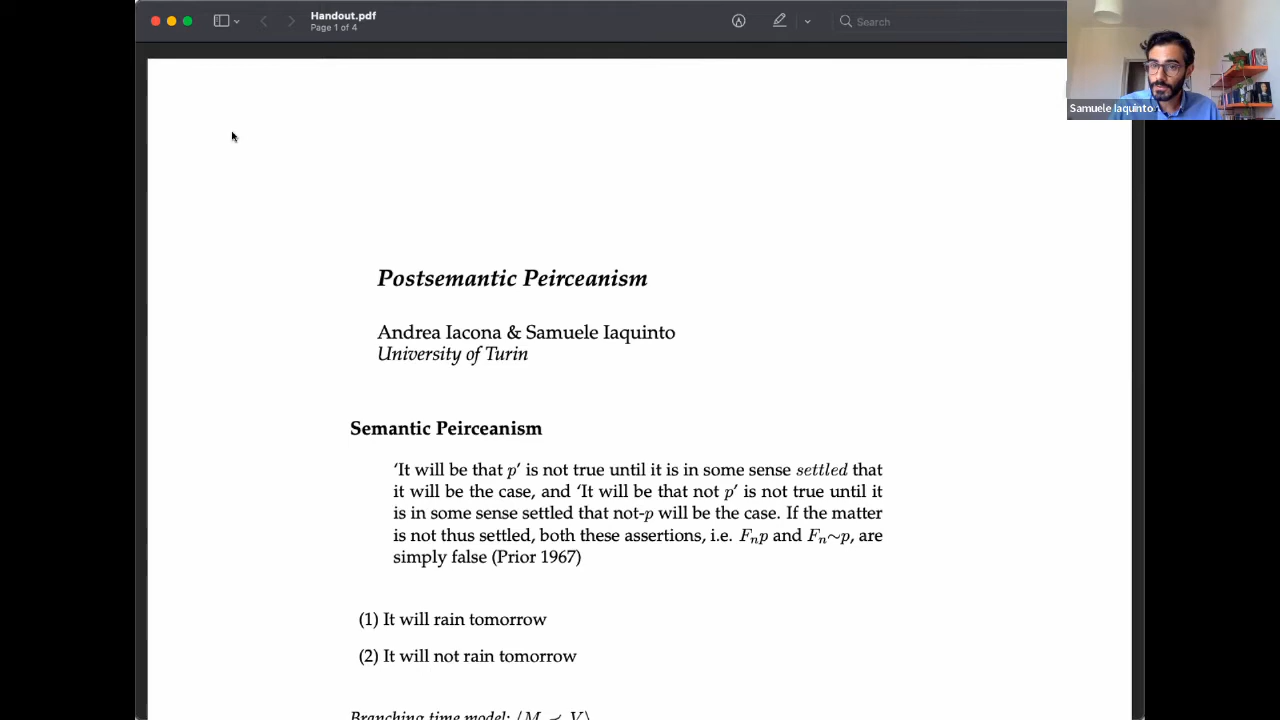 Handout.pdf
Page 1 of 4
Search
Samuele Iaquinto
Postsemantic Peirceanism
Andrea Iacona & Samuele Iaquinto
University of Turin
Semantic Peirceanism
‘It will be that p’ is not true until it is in some sense settled that
it will be the case, and ‘It will be that not p’ is not true until it
is in some sense settled that not-p will be the case. If the matter
is not thus settled, both these assertions, i.e. Fₙp and Fₙ∼p, are
simply false (Prior 1967)
(1) It will rain tomorrow
(2) It will not rain tomorrow
Branching time model: ⟨M, ≺, V⟩